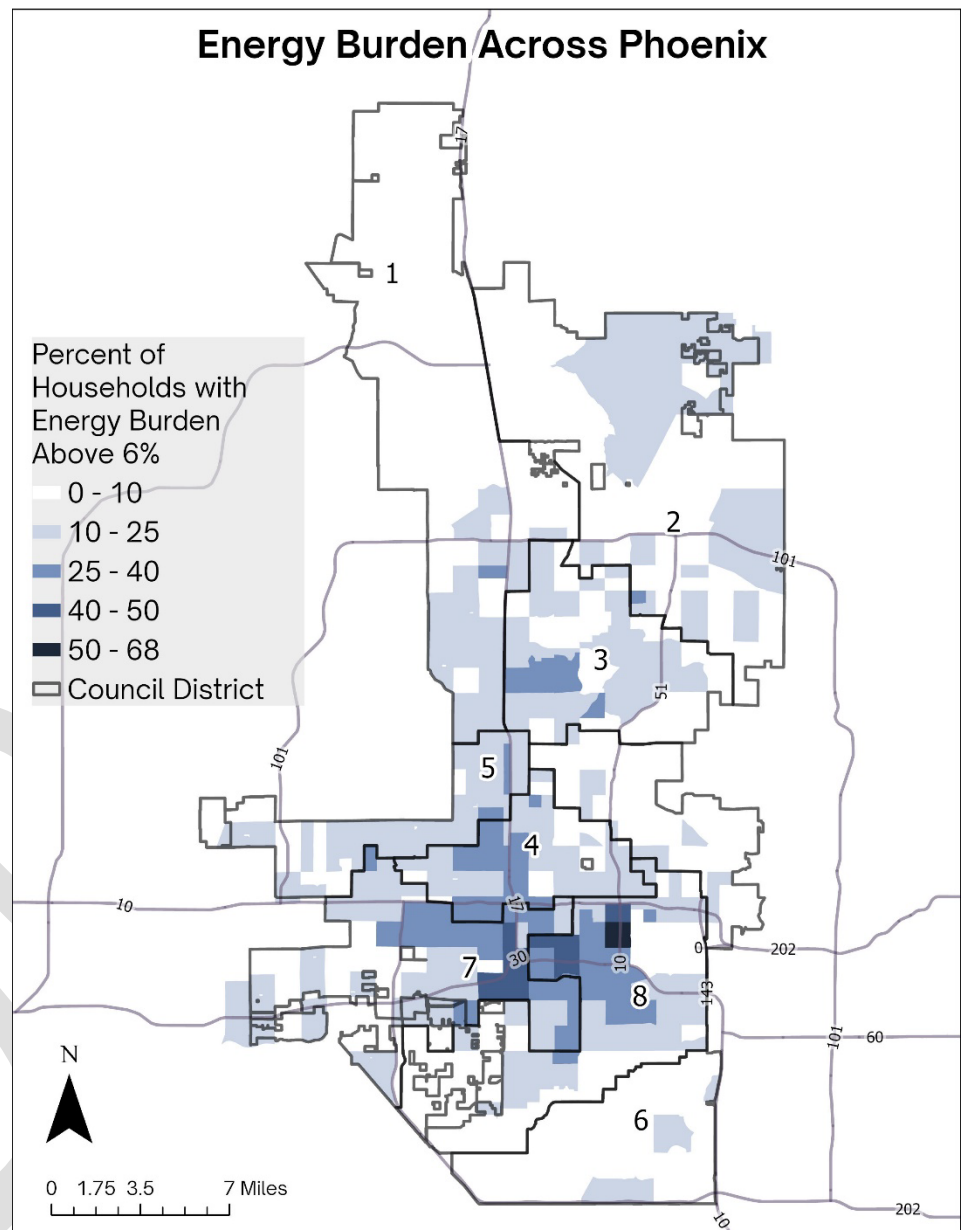 Energy Burden Across Phoenix
17
1
Percent of
Households with
Energy Burden
Above 6%
0 - 10
10 - 25
25 - 40
40 - 50
50 - 68
Council District
2
101
3
51
101
5
4
10
17
0
202
30
10
7
8
143
101
60
N
6
0 1.75 3.5 7 Miles
202
10